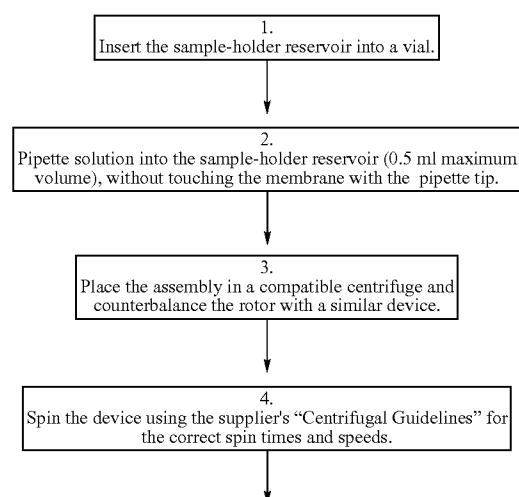 1.
Insert the sample-holder reservoir into a vial.
2.
Pipette solution into the sample-holder reservoir (0.5 ml maximum
volume), without touching the membrane with the pipette tip.
3.
Place the assembly in a compatible centrifuge and
counterbalance the rotor with a similar device.
4.
Spin the device using the supplier's “Centrifugal Guidelines” for
the correct spin times and speeds.